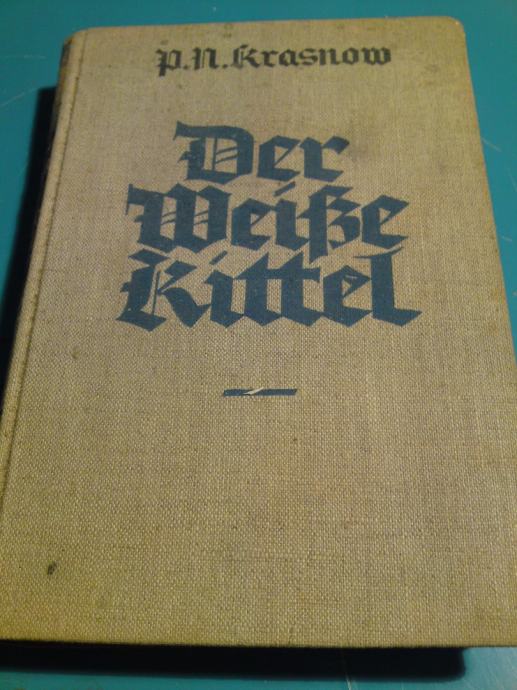 P.N. Krasnow
Der
Weiße
Kittel